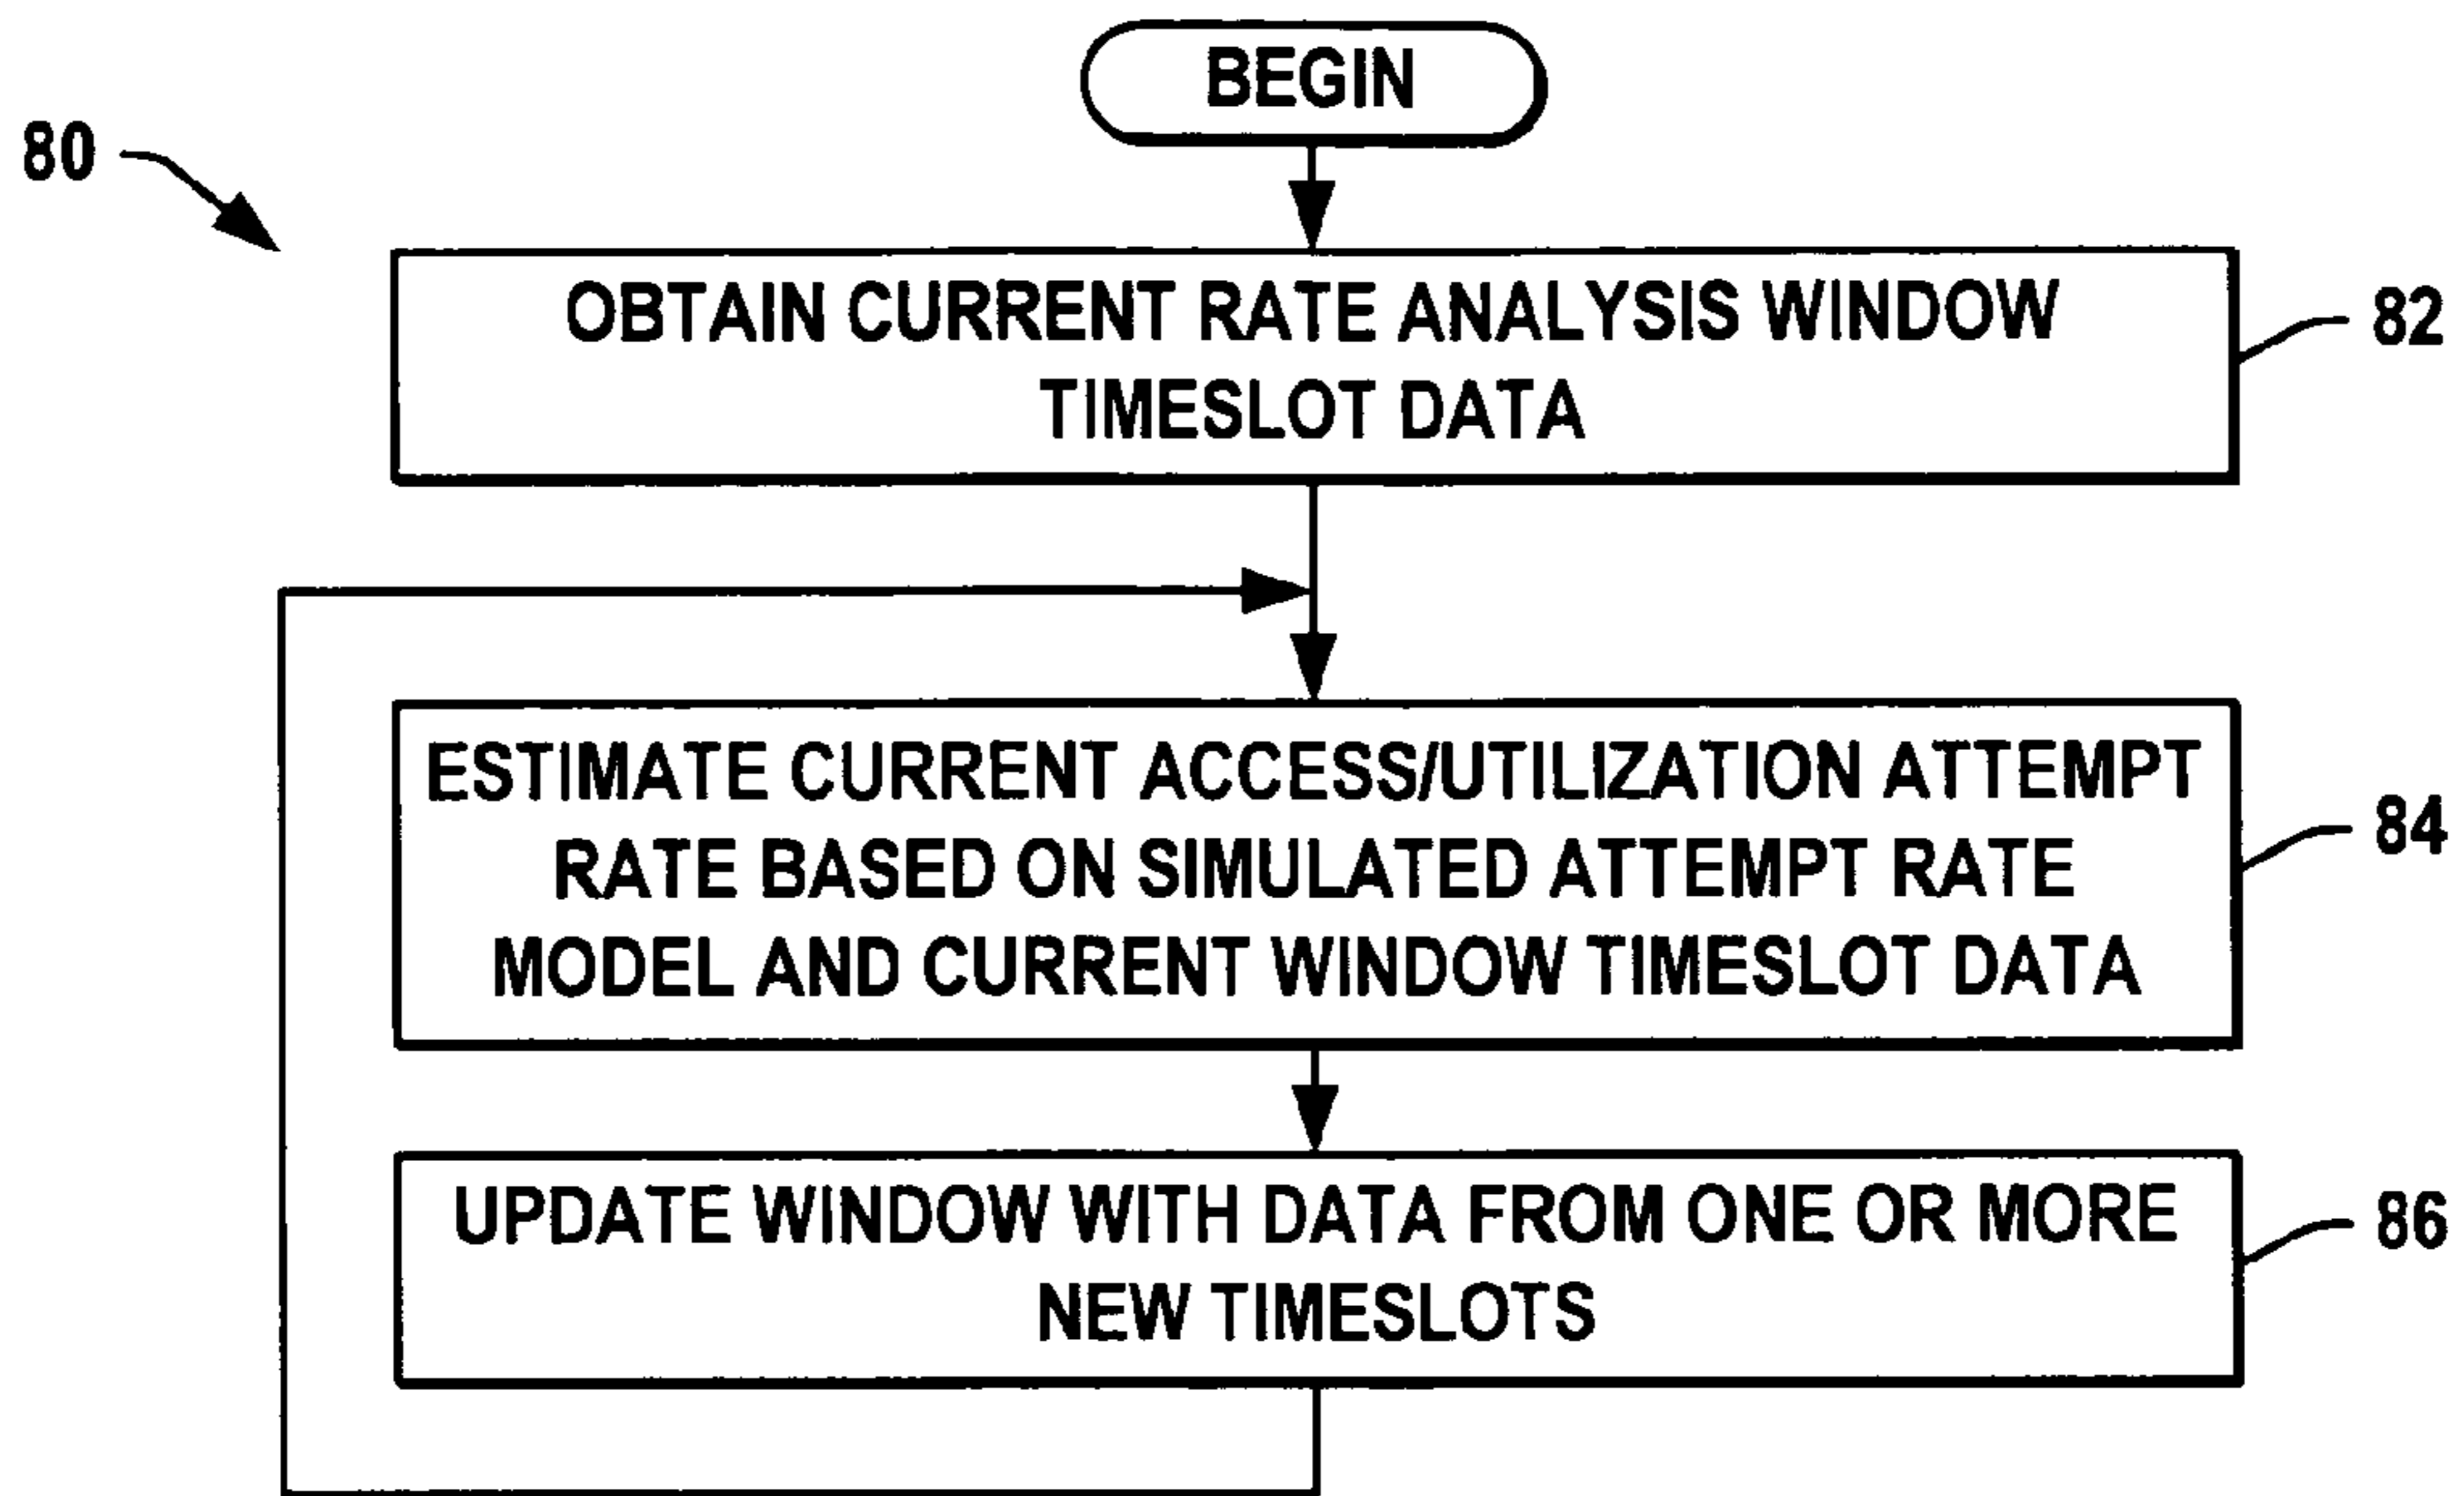 BEGIN
80
OBTAIN CURRENT RATE ANALYSIS WINDOW
TIMESLOT DATA
82
ESTIMATE CURRENT ACCESS/UTILIZATION ATTEMPT
RATE BASED ON SIMULATED ATTEMPT RATE
MODEL AND CURRENT WINDOW TIMESLOT DATA
84
UPDATE WINDOW WITH DATA FROM ONE OR MORE
NEW TIMESLOTS
86